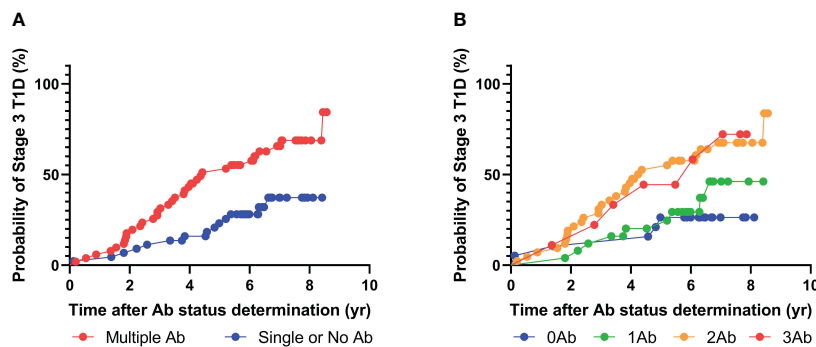 A
Probability of Stage 3 T1D (%)
100
50
0
0 2 4 6 8 10
Time after Ab status determination (yr)
Multiple Ab Single or No Ab
B
Probability of Stage 3 T1D (%)
100
50
0
0 2 4 6 8 10
Time after Ab status determination (yr)
0Ab 1Ab 2Ab 3Ab